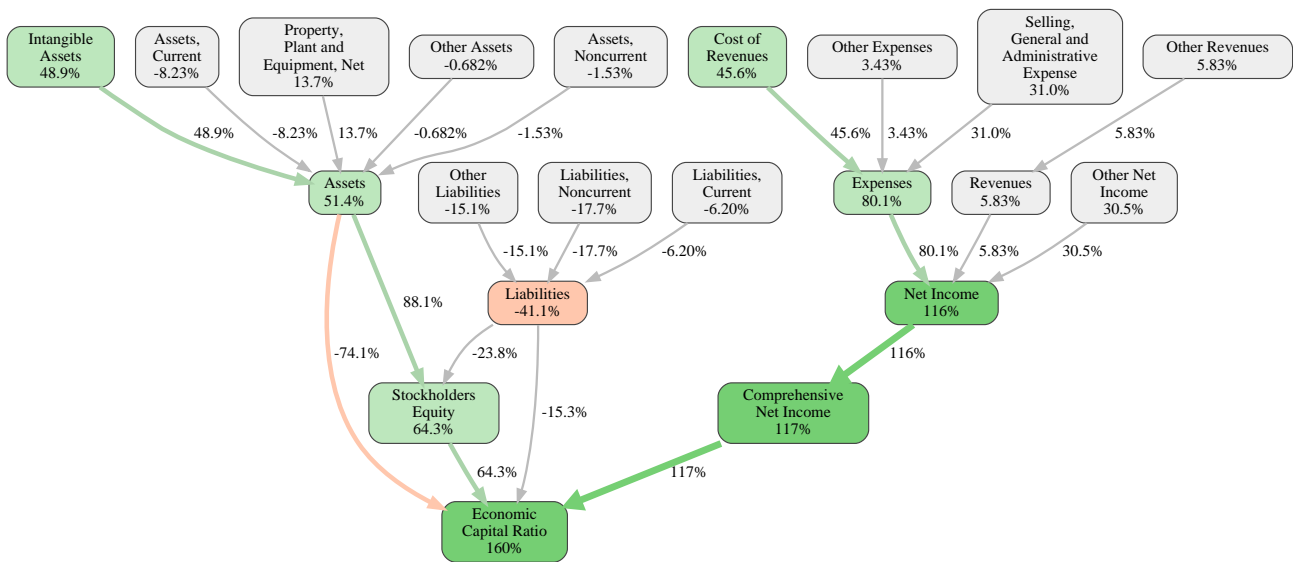 Intangible
Assets
48.9%
Assets,
Current
-8.23%
Property,
Plant and
Equipment, Net
13.7%
Other Assets
-0.682%
Assets,
Noncurrent
-1.53%
Cost of
Revenues
45.6%
Other Expenses
3.43%
Selling,
General and
Administrative
Expense
31.0%
Other Revenues
5.83%
48.9%
-8.23%
13.7%
-0.682%
-1.53%
45.6%
3.43%
31.0%
5.83%
Assets
51.4%
Other
Liabilities
-15.1%
Liabilities,
Noncurrent
-17.7%
Liabilities,
Current
-6.20%
Expenses
80.1%
Revenues
5.83%
Other Net
Income
30.5%
-15.1%
-17.7%
-6.20%
80.1%
5.83%
30.5%
88.1%
Liabilities
-41.1%
Net Income
116%
-74.1%
-23.8%
116%
Stockholders
Equity
64.3%
-15.3%
Comprehensive
Net Income
117%
64.3%
117%
Economic
Capital Ratio
160%